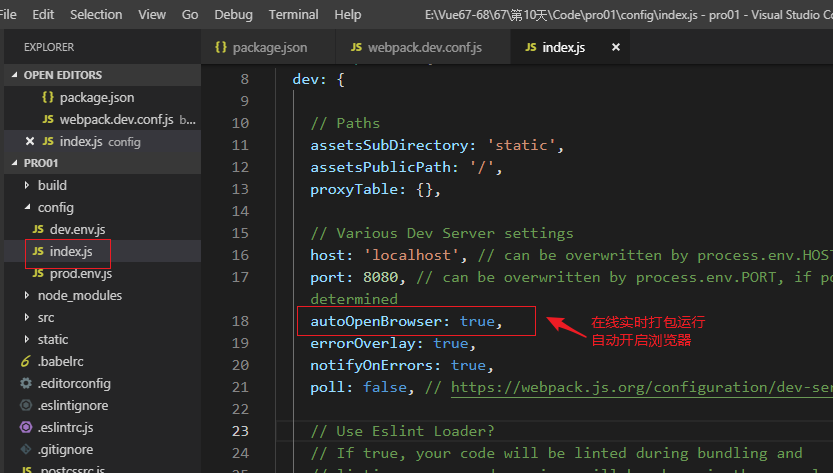 File Edit Selection View Go Debug Terminal Help E:\Vue67-68\67\第10天\Code\pro01\config\index.js - pro01 - Visual Studio Co
EXPLORER
{} package.json
JS webpack.dev.conf.js
JS index.js ×
OPEN EDITORS
{} package.json
JS webpack.dev.conf.js b...
× JS index.js config
PRO01
build
config
JS dev.env.js
JS index.js
JS prod.env.js
node_modules
src
static
.babelrc
.editorconfig
.eslintignore
.eslintrc.js
.gitignore
JS .postcssrc.js
8 dev: {
9
10 // Paths
11 assetsSubDirectory: 'static',
12 assetsPublicPath: '/',
13 proxyTable: {},
14
15 // Various Dev Server settings
16 host: 'localhost', // can be overwritten by process.env.HOS
17 port: 8080, // can be overwritten by process.env.PORT, if po
determined
18 autoOpenBrowser: true,
在线实时打包运行
自动开启浏览器
19 errorOverlay: true,
20 notifyOnErrors: true,
21 poll: false, // https://webpack.js.org/configuration/dev-ser
22
23 // Use Eslint Loader?
24 // If true, your code will be linted during bundling and